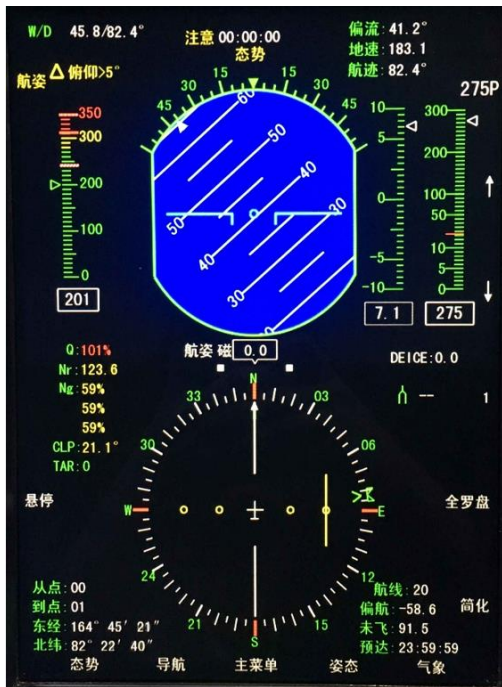 W/D 45.8/82.4°
注意 00:00:00
态势
偏流:41.2°
地速:183.1
航迹:82.4°
航姿 俯仰>5°
275P
350
300
200
100
0
201
45
30
15
15
30
45
60
50
40
30
50
40
30
20
10
5
0
-5
-10
7.1
300
200
100
50
10
5
0
275
航姿 磁 0.0
DEICE:0.0
Q:101%
Nr:123.6
Ng:59%
59%
59%
CLP:21.1°
TAR:0
-- 1
N
03
06
E
12
15
S
21
24
W
30
33
悬停
全罗盘
从点:00
到点:01
东经:164° 45′ 21″
北纬:82° 22′ 40″
航线:20
偏航:-58.6
未飞:91.5
预达:23:59:59
简化
态势 导航 主菜单 姿态 气象